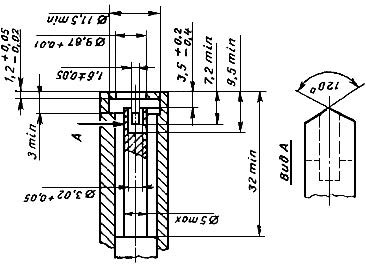 Ø 11,5 min
Ø 9,87 + 0.01
1.6 ± 0,05
1,2 +0,05 -0,02
3 min
3,5 +0.2 -0.4
7,2 min
9,5 min
32 min
A
Ø 3,02 + 0,05
Ø 5 max
120°
Вид А